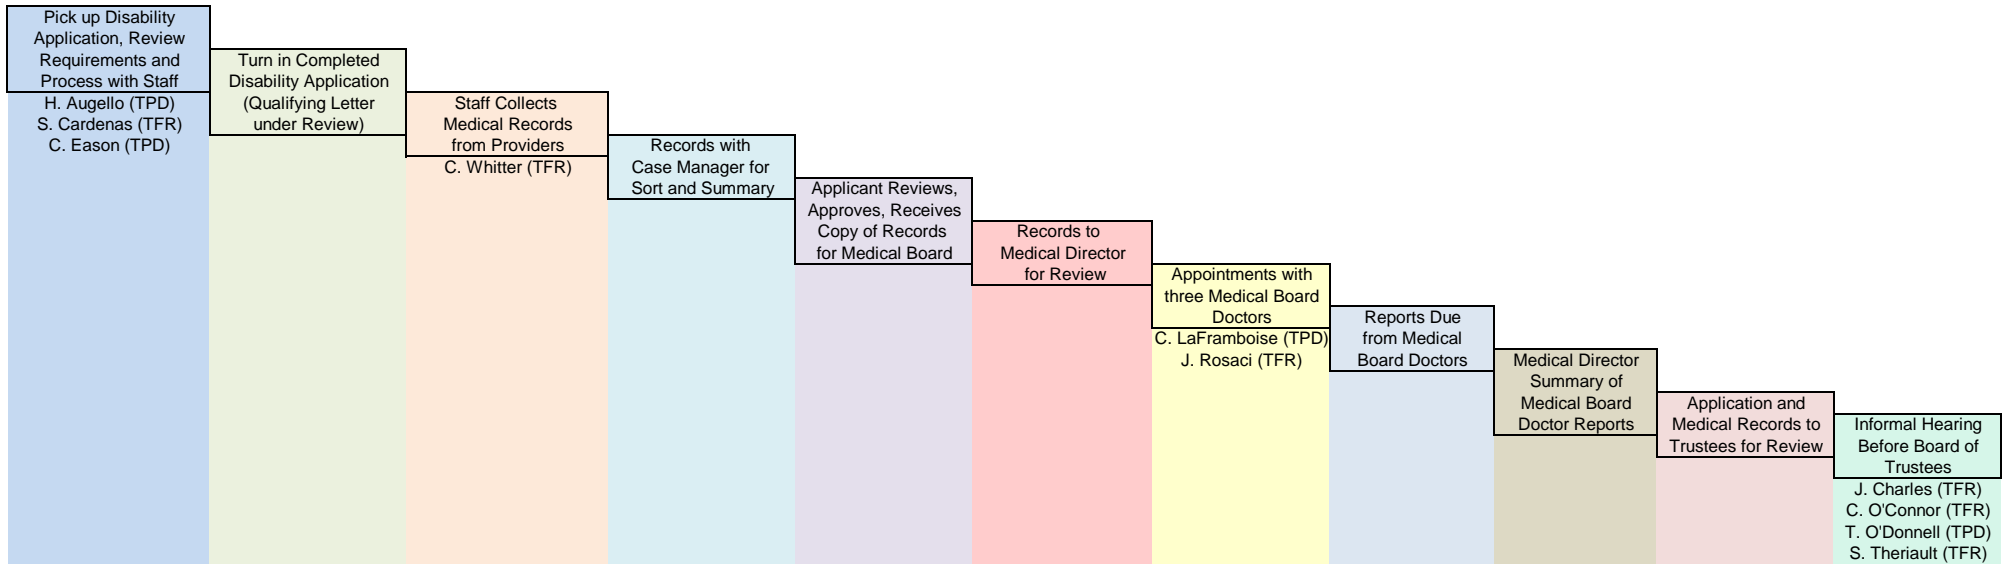 Pick up Disability
Application, Review
Requirements and
Process with Staff
H. Augello (TPD)
S. Cardenas (TFR)
C. Eason (TPD)
Turn in Completed
Disability Application
(Qualifying Letter
under Review)
Staff Collects
Medical Records
from Providers
C. Whitter (TFR)
Records with
Case Manager for
Sort and Summary
Applicant Reviews,
Approves, Receives
Copy of Records
for Medical Board
Records to
Medical Director
for Review
Appointments with
three Medical Board
Doctors
C. LaFramboise (TPD)
J. Rosaci (TFR)
Reports Due
from Medical
Board Doctors
Medical Director
Summary of
Medical Board
Doctor Reports
Application and
Medical Records to
Trustees for Review
Informal Hearing
Before Board of
Trustees
J. Charles (TFR)
C. O'Connor (TFR)
T. O'Donnell (TPD)
S. Theriault (TFR)